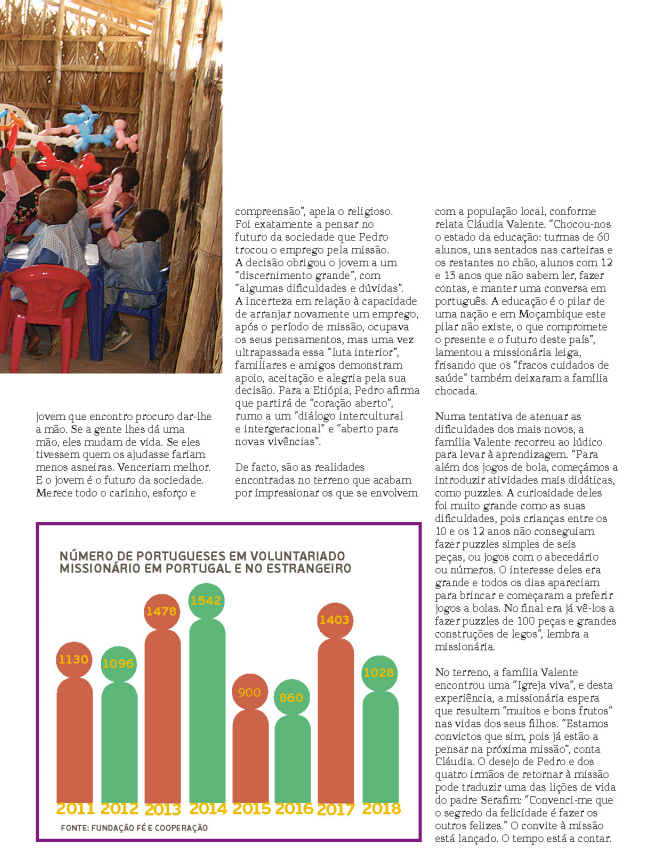 jovem que encontro procuro dar-lhe
a mão. Se a gente lhes dá uma
mão, eles mudam de vida. Se eles
tivessem quem os ajudasse fariam
menos asneiras. Venceriam melhor.
E o jovem é o futuro da sociedade.
Merece todo o carinho, esforço e
compreensão”, apela o religioso.
Foi exatamente a pensar no
futuro da sociedade que Pedro
trocou o emprego pela missão.
A decisão obrigou o jovem a um
“discernimento grande”, com
“algumas dificuldades e dúvidas”.
A incerteza em relação à capacidade
de arranjar novamente um emprego,
após o período de missão, ocupava
os seus pensamentos, mas uma vez
ultrapassada essa “luta interior”,
familiares e amigos demonstram
apoio, aceitação e alegria pela sua
decisão. Para a Etiópia, Pedro afirma
que partirá de “coração aberto”,
rumo a um “diálogo intercultural
e intergeracional” e “aberto para
novas vivências”.
De facto, são as realidades
encontradas no terreno que acabam
por impressionar os que se envolvem
com a população local, conforme
relata Cláudia Valente. “Chocou-nos
o estado da educação: turmas de 60
alunos, uns sentados nas carteiras e
os restantes no chão, alunos com 12
e 13 anos que não sabem ler, fazer
contas, e manter uma conversa em
português. A educação é o pilar de
uma nação e em Moçambique este
pilar não existe, o que compromete
o presente e o futuro deste país”,
lamentou a missionária leiga,
frisando que os “fracos cuidados de
saúde” também deixaram a família
chocada.
Numa tentativa de atenuar as
dificuldades dos mais novos, a
família Valente recorreu ao lúdico
para levar à aprendizagem. “Para
além dos jogos de bola, começámos a
introduzir atividades mais didáticas,
como puzzles. A curiosidade deles
foi muito grande como as suas
dificuldades, pois crianças entre os
10 e os 12 anos não conseguiam
fazer puzzles simples de seis
peças, ou jogos com o abecedário
ou números. O interesse deles era
grande e todos os dias apareciam
para brincar e começaram a preferir
jogos a bolas. No final era já vê-los a
fazer puzzles de 100 peças e grandes
construções de legos”, lembra a
missionária.
No terreno, a família Valente
encontrou uma “Igreja viva”, e desta
experiência, a missionária espera
que resultem “muitos e bons frutos”
nas vidas dos seus filhos. “Estamos
convictos que sim, pois já estão a
pensar na próxima missão”, conta
Cláudia. O desejo de Pedro e dos
quatro irmãos de retornar à missão
pode traduzir uma das lições de vida
do padre Serafim: “Convenci-me que
o segredo da felicidade é fazer os
outros felizes.” O convite à missão
está lançado. O tempo está a contar.
NÚMERO DE PORTUGUESES EM VOLUNTARIADO
MISSIONÁRIO EM PORTUGAL E NO ESTRANGEIRO
1130 1096 1478 1542 900 860 1403 1028
2011 2012 2013 2014 2015 2016 2017 2018
FONTE: FUNDAÇÃO FÉ E COOPERAÇÃO